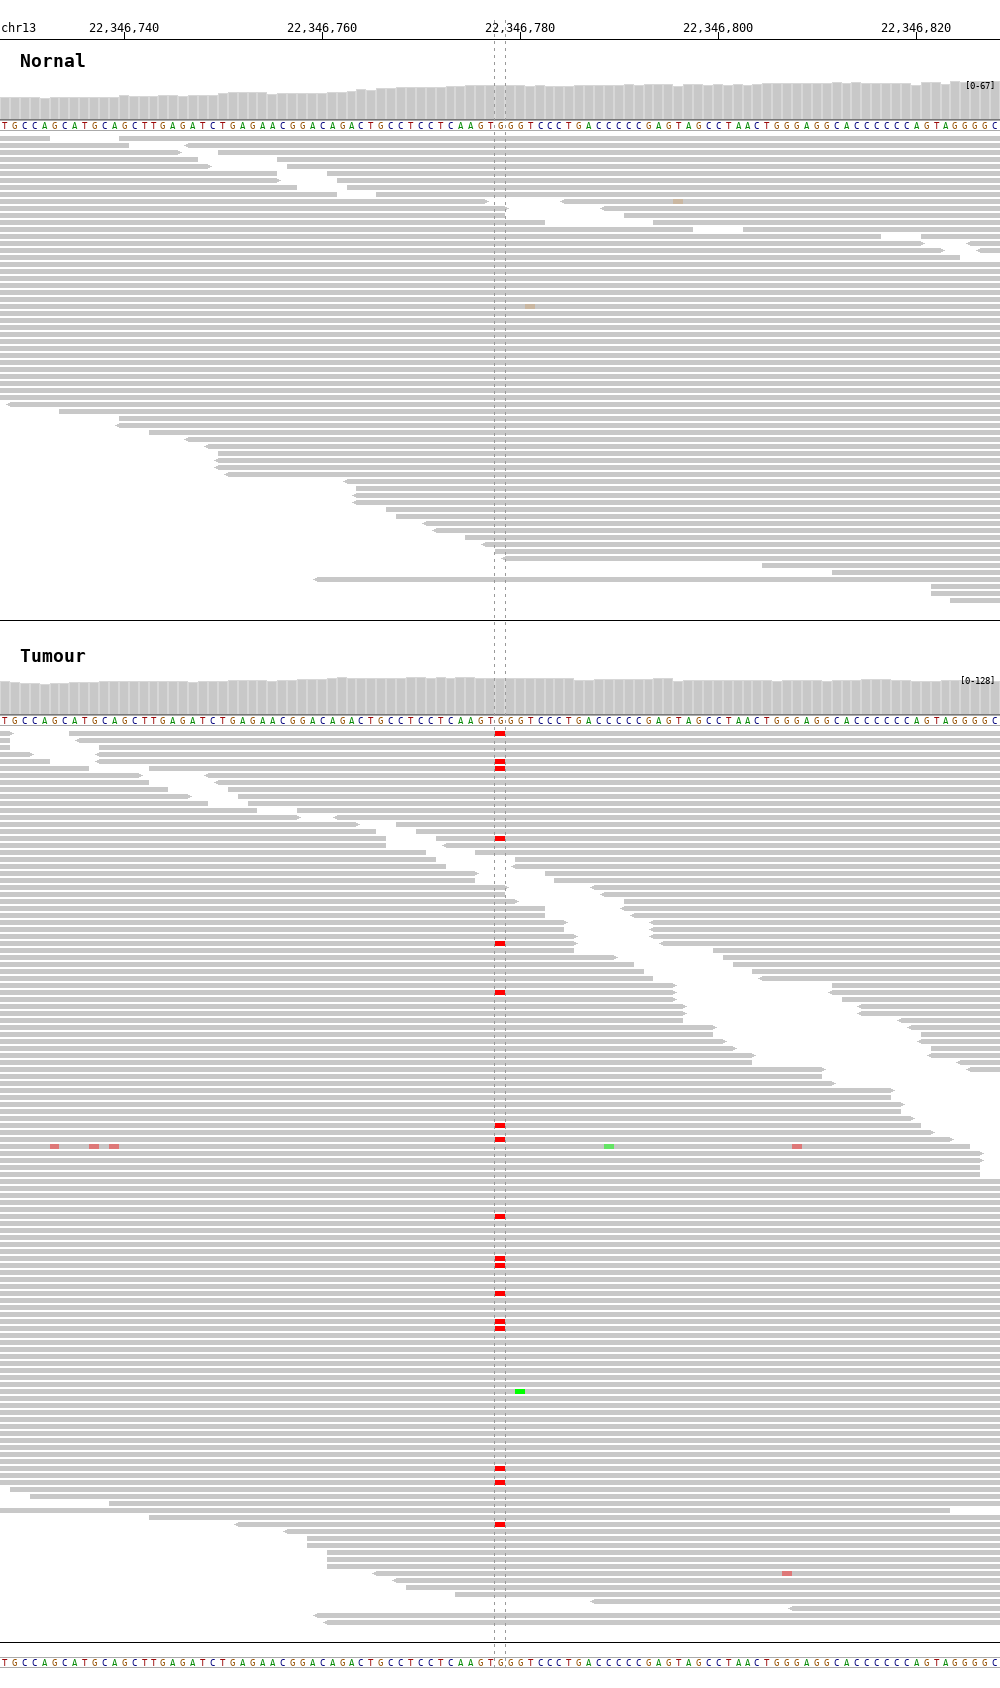 chr13 22,346,740 22,346,760 22,346,780 22,346,800 22,346,820
Nornal
[0-67]
TGCCAGCATGCAGCTTGAGATCTGAGAACGGACAGACTGCCTCCTCAAGTGGGTCCCTGACCCCCGAGTAGCCTAACTGGGAGGCACCCCCCAGTAGGGGC
Tumour
[0-128]
TGCCAGCATGCAGCTTGAGATCTGAGAACGGACAGACTGCCTCCTCAAGTGGGTCCCTGACCCCCGAGTAGCCTAACTGGGAGGCACCCCCCAGTAGGGGC
TGCCAGCATGCAGCTTGAGATCTGAGAACGGACAGACTGCCTCCTCAAGTGGGTCCCTGACCCCCGAGTAGCCTAACTGGGAGGCACCCCCCAGTAGGGGC